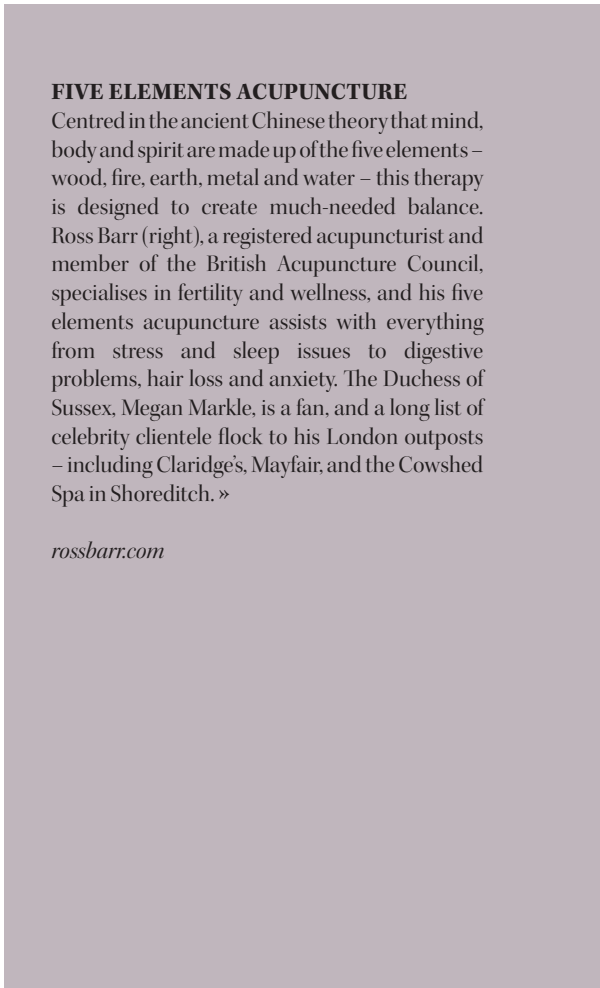 FIVE ELEMENTS ACUPUNCTURE
Centred in the ancient Chinese theory that mind,
body and spirit are made up of the five elements –
wood, fire, earth, metal and water – this therapy
is designed to create much-needed balance.
Ross Barr (right), a registered acupuncturist and
member of the British Acupuncture Council,
specialises in fertility and wellness, and his five
elements acupuncture assists with everything
from stress and sleep issues to digestive
problems, hair loss and anxiety. The Duchess of
Sussex, Megan Markle, is a fan, and a long list of
celebrity clientele flock to his London outposts
– including Claridge’s, Mayfair, and the Cowshed
Spa in Shoreditch. »
rossbarr.com